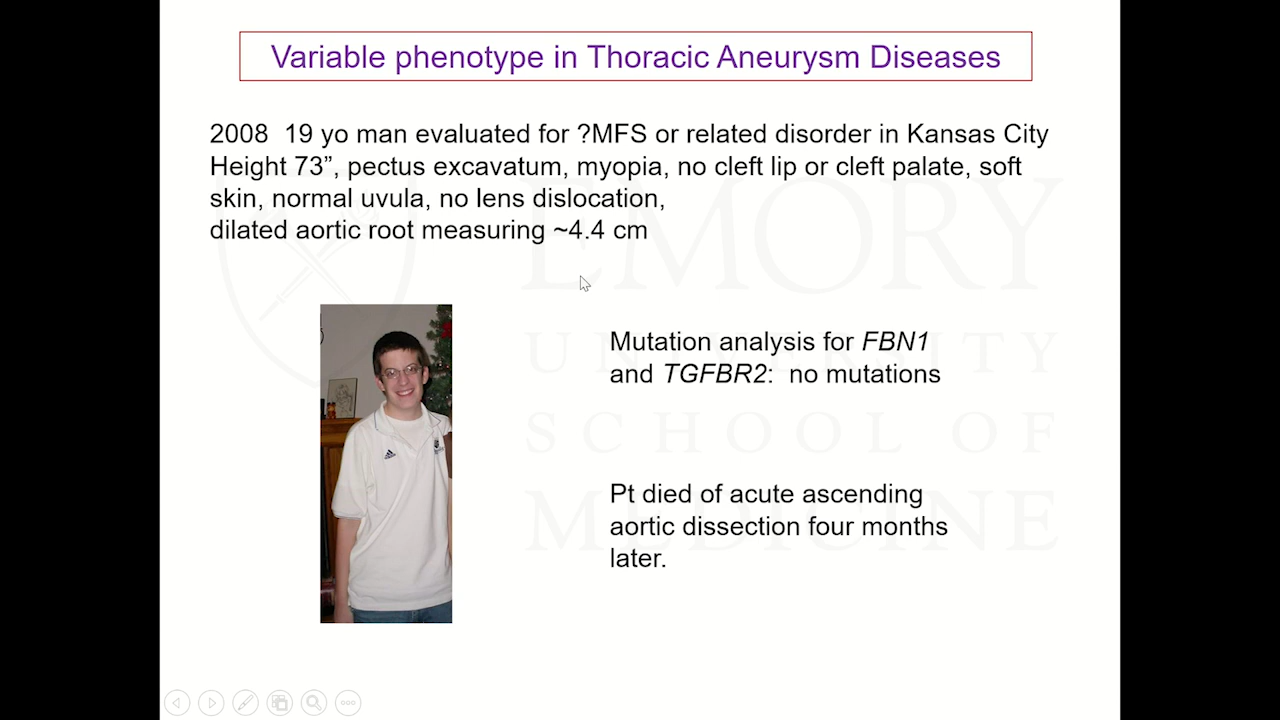 Variable phenotype in Thoracic Aneurysm Diseases
2008 19 yo man evaluated for ?MFS or related disorder in Kansas City
Height 73”, pectus excavatum, myopia, no cleft lip or cleft palate, soft
skin, normal uvula, no lens dislocation,
dilated aortic root measuring ~4.4 cm
Mutation analysis for FBN1
and TGFBR2: no mutations
Pt died of acute ascending
aortic dissection four months
later.
EMORY
UNIVERSITY
SCHOOL OF
MEDICINE